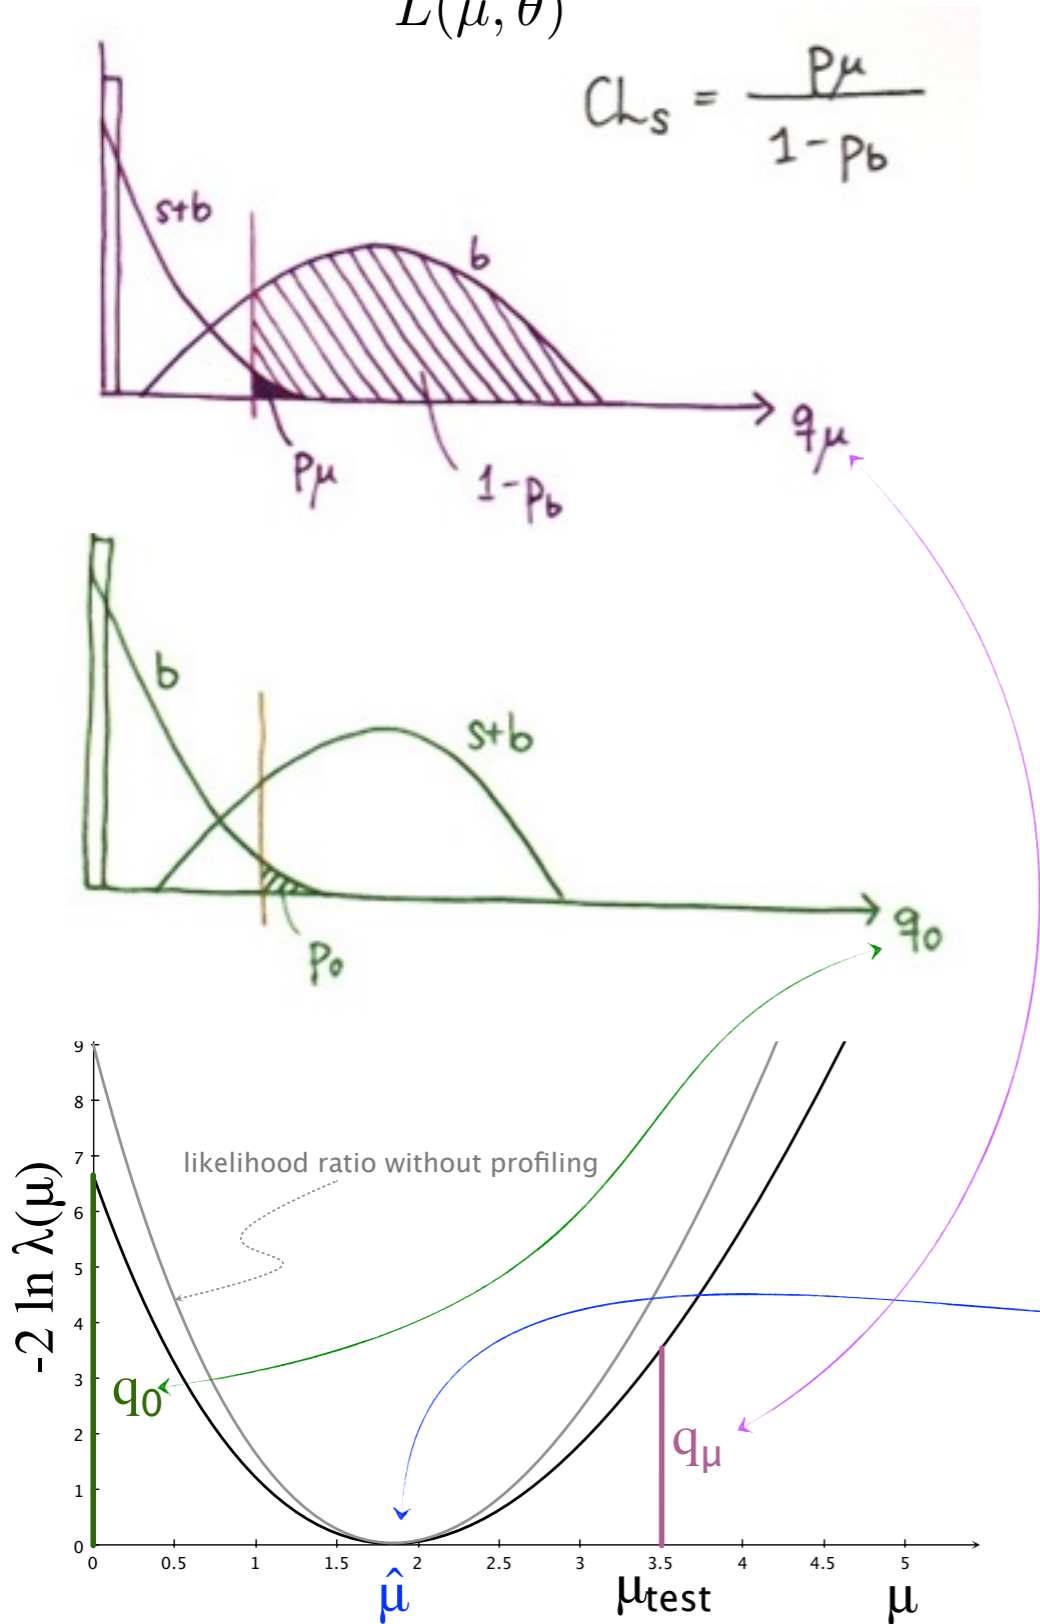 L(μ, θ)
CLs = pμ / 1-pb
s+b
b
qμ
pμ
1-pb
b
s+b
q0
p0
9
8
7
6
5
4
3
2
1
0
-2 ln λ(μ)
likelihood ratio without profiling
q0
qμ
0 0.5 1 1.5 2 2.5 3 3.5 4 4.5 5
μ̂ μtest μ